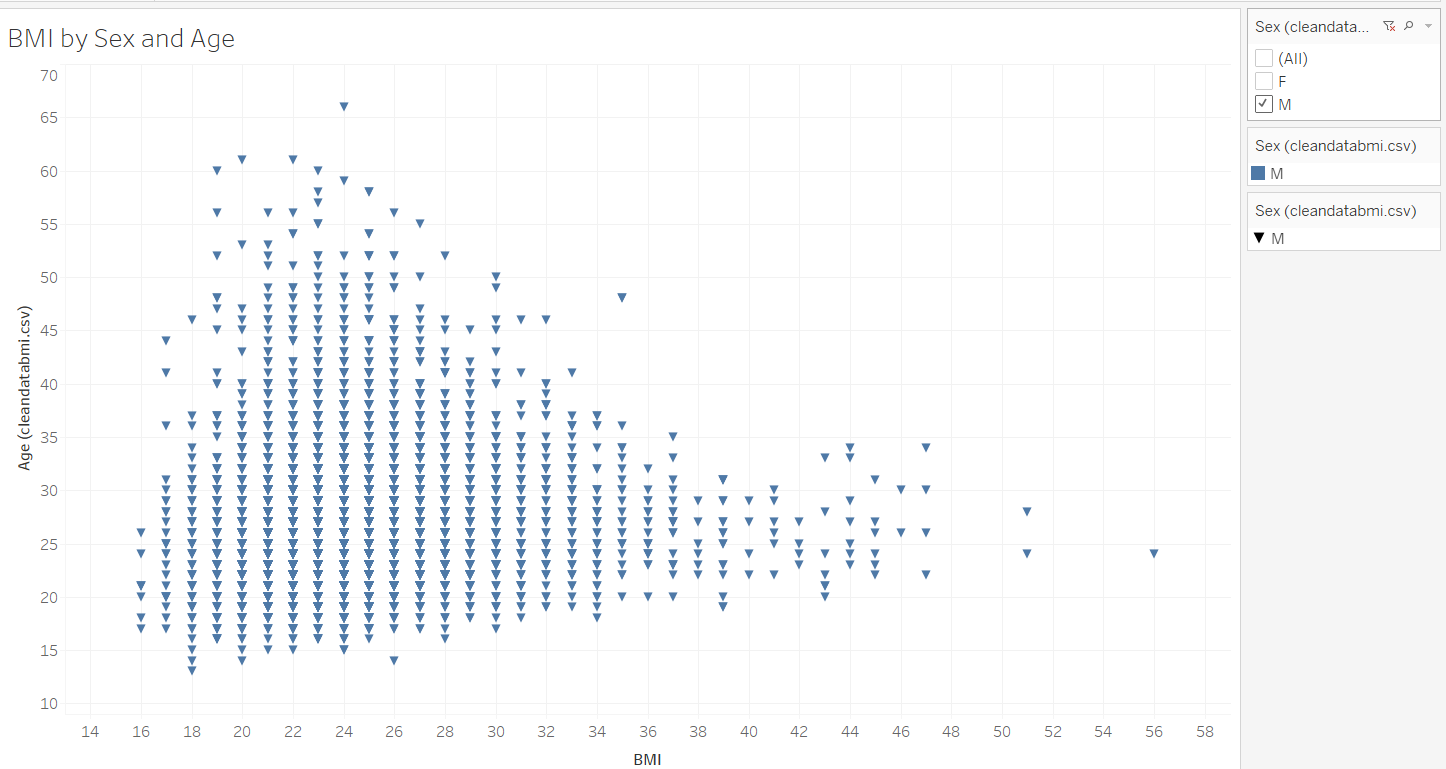 BMI by Sex and Age
Sex (cleandata...
(All)
F
M
Sex (cleandatabmi.csv)
M
Sex (cleandatabmi.csv)
M
Age (cleandatabmi.csv)
70
65
60
55
50
45
40
35
30
25
20
15
10
14 16 18 20 22 24 26 28 30 32 34 36 38 40 42 44 46 48 50 52 54 56 58
BMI